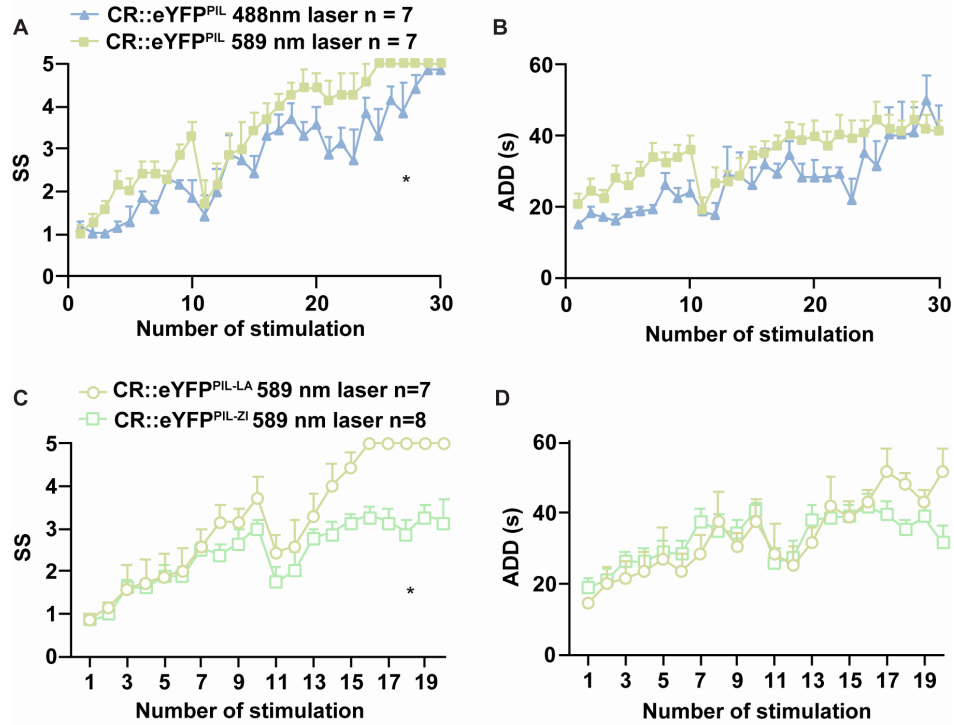 A
CR::eYFPPIL 488nm laser n = 7
CR::eYFPPIL 589 nm laser n = 7
B
5
4
3
2
1
0
SS
0 10 20 30
Number of stimulation
60
40
20
0
ADD (s)
0 10 20 30
Number of stimulation
*
C
CR::eYFPPIL-LA 589 nm laser n=7
CR::eYFPPIL-ZI 589 nm laser n=8
D
5
4
3
2
1
0
SS
1 3 5 7 9 11 13 15 17 19
Number of stimulation
*
60
40
20
0
ADD (s)
1 3 5 7 9 11 13 15 17 19
Number of stimulation